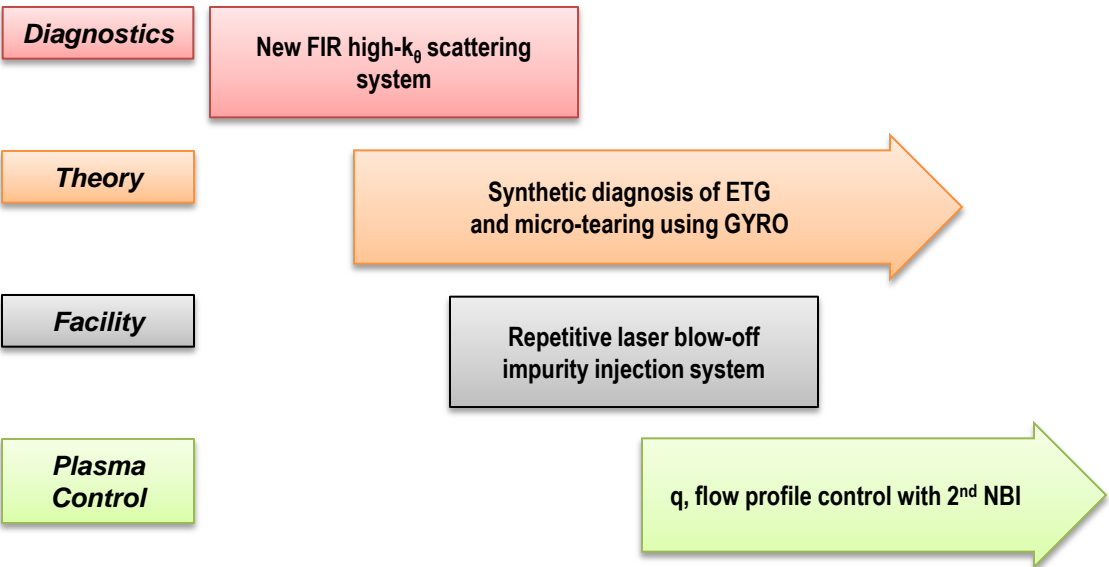 Diagnostics
New FIR high-kθ scattering
system
Theory
Synthetic diagnosis of ETG
and micro-tearing using GYRO
Facility
Repetitive laser blow-off
impurity injection system
Plasma
Control
q, flow profile control with 2nd NBI